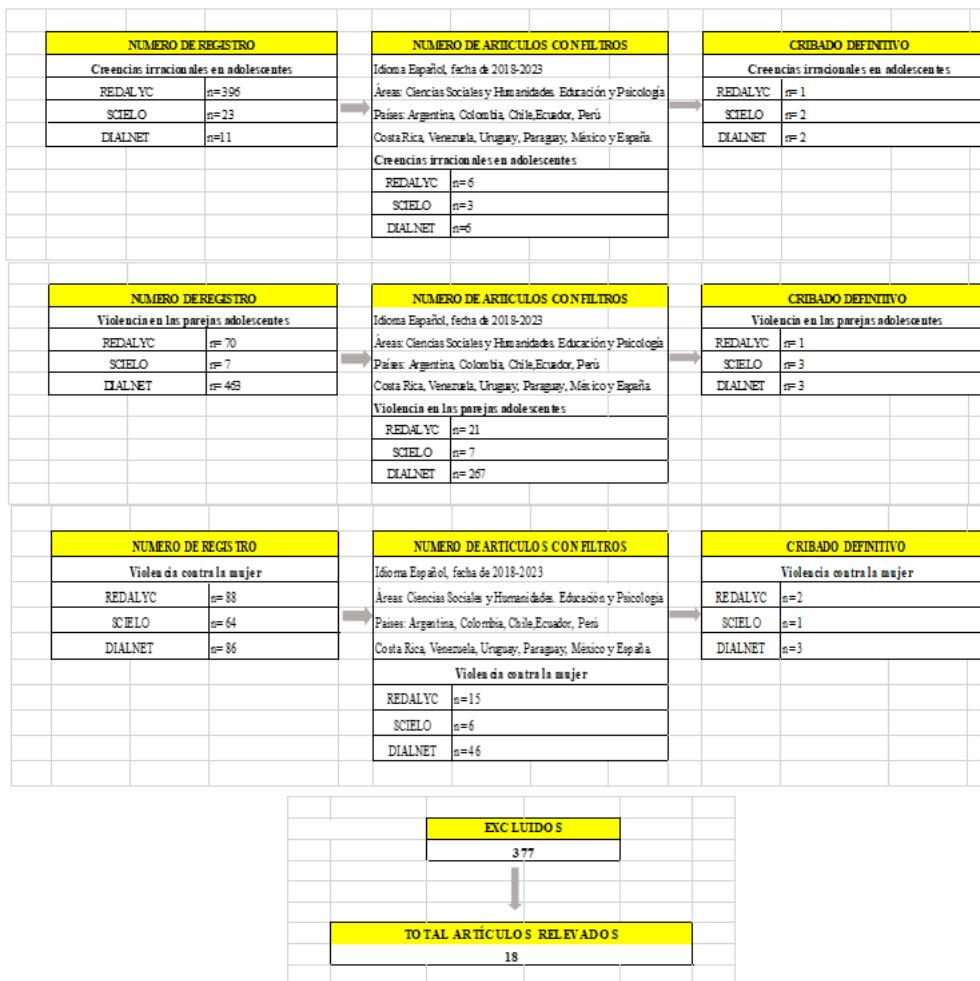 NUMERO DE REGISTRO
Creencias irracionales en adolescentes
REDALYC n=396
SCIELO n=23
DIALNET n=11
NUMERO DE ARTICULOS CON FILTROS
Idioma Español, fecha de 2018-2023
Áreas: Ciencias Sociales y Humanidades. Educación y Psicología
Países: Argentina, Colombia, Chile,Ecuador, Perú
Costa Rica, Venezuela, Uruguay, Paraguay, México y España.
Creencias irracionales en adolescentes
REDALYC n=6
SCIELO n=3
DIALNET n=6
CRIBADO DEFINITIVO
Creencias irracionales en adolescentes
REDALYC n= 1
SCIELO n= 2
DIALNET n= 2
NUMERO DE REGISTRO
Violencia en las parejas adolescentes
REDALYC n= 70
SCIELO n= 7
DIALNET n= 463
NUMERO DE ARTICULOS CON FILTROS
Idioma Español, fecha de 2018-2023
Áreas: Ciencias Sociales y Humanidades. Educación y Psicología
Países: Argentina, Colombia, Chile,Ecuador, Perú
Costa Rica, Venezuela, Uruguay, Paraguay, México y España.
Violencia en las parejas adolescentes
REDALYC n= 21
SCIELO n= 7
DIALNET n= 267
CRIBADO DEFINITIVO
Violencia en las parejas adolescentes
REDALYC n= 1
SCIELO n= 3
DIALNET n= 3
NUMERO DE REGISTRO
Violencia contra la mujer
REDALYC n= 88
SCIELO n= 64
DIALNET n= 86
NUMERO DE ARTICULOS CON FILTROS
Idioma Español, fecha de 2018-2023
Áreas: Ciencias Sociales y Humanidades. Educación y Psicología
Países: Argentina, Colombia, Chile,Ecuador, Perú
Costa Rica, Venezuela, Uruguay, Paraguay, México y España.
Violencia contra la mujer
REDALYC n=15
SCIELO n=6
DIALNET n=46
CRIBADO DEFINITIVO
Violencia contra la mujer
REDALYC n=2
SCIELO n=1
DIALNET n=3
EXCLUIDOS
377
TOTAL ARTÍCULOS RELEVADOS
18